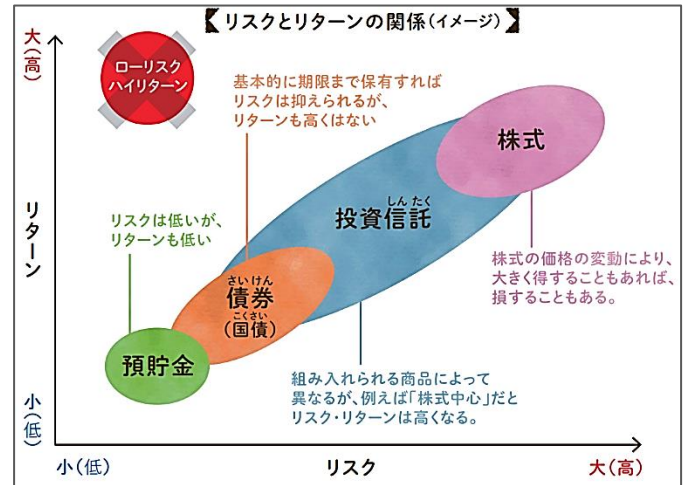 【リスクとリターンの関係(イメージ)】
大(高)
ローリスク
ハイリターン
基本的に期限まで保有すれば
リスクは抑えられるが、
リターンも高くはない
株式
しんたく
投資信託
リターン
リスクは低いが、
リターンも低い
株式の価格の変動により、
大きく得することもあれば、
損することもある。
さいけん
債券
こくさい
(国債)
預貯金
組み入れられる商品によって
異なるが、例えば「株式中心」だと
リスク・リターンは高くなる。
小(低)
小(低)
リスク
大(高)